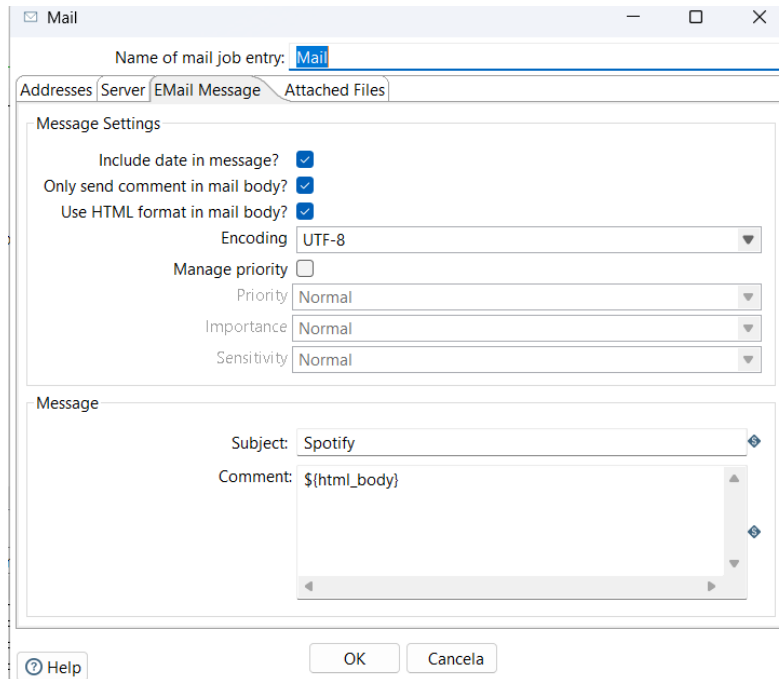 Mail
Name of mail job entry: Mail
Addresses Server EMail Message Attached Files
Message Settings
Include date in message?
Only send comment in mail body?
Use HTML format in mail body?
Encoding UTF-8
Manage priority
Priority Normal
Importance Normal
Sensitivity Normal
Message
Subject: Spotify
Comment: ${html_body}
Help OK Cancela